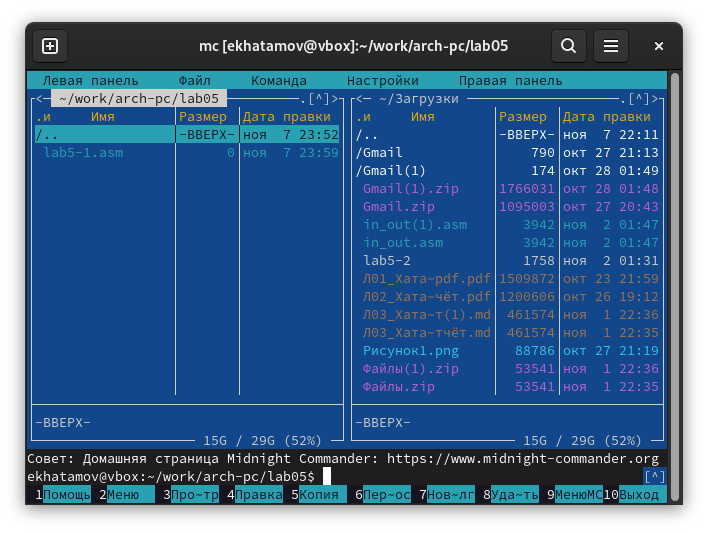 mc [ekhatamov@vbox]:~/work/arch-pc/lab05
Левая панель Файл Команда Настройки Правая панель
<─ ~/work/arch-pc/lab05 .[^]> <─ ~/Загрузки .[^]>
.и Имя Размер Дата правки .и Имя Размер Дата правки
/.. -ВВЕРХ- ноя 7 23:52 /.. -ВВЕРХ- ноя 7 22:11
lab5-1.asm 0 ноя 7 23:59 /Gmail 790 окт 27 21:13
/Gmail(1) 174 окт 28 01:49
Gmail(1).zip 1766031 окт 28 01:48
Gmail.zip 1095003 окт 27 20:43
in_out(1).asm 3942 ноя 2 01:47
in_out.asm 3942 ноя 2 01:47
lab5-2 1758 ноя 2 01:31
Л01_Хата~pdf.pdf 1509872 окт 23 21:59
Л02_Хата~чёт.pdf 1200606 окт 26 19:12
Л03_Хата~т(1).md 461574 ноя 1 22:36
Л03_Хата~тчёт.md 461574 ноя 1 22:35
Рисунок1.png 88786 окт 27 21:19
Файлы(1).zip 53541 ноя 1 22:36
Файлы.zip 53541 ноя 1 22:35
-ВВЕРХ- -ВВЕРХ-
15G / 29G (52%) 15G / 29G (52%)
Совет: Домашняя страница Midnight Commander: https://www.midnight-commander.org
ekhatamov@vbox:~/work/arch-pc/lab05$ [^]
1Помощь 2Меню 3Про~тр 4Правка 5Копия 6Пер~ос 7Нов~лг 8Уда~ть 9МенюМС 10Выход